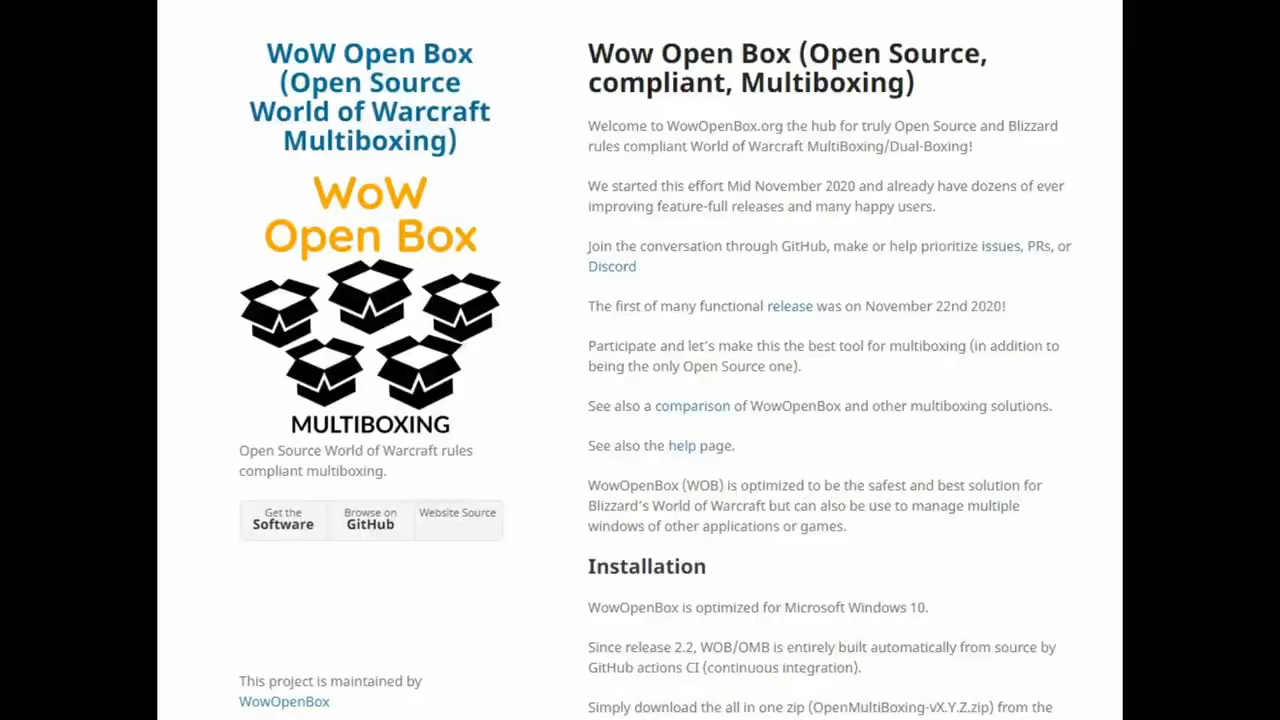 WoW Open Box
(Open Source
World of Warcraft
Multiboxing)
WoW
Open Box
MULTIBOXING
Open Source World of Warcraft rules
compliant multiboxing.
Get the
Software
Browse on
GitHub
Website Source
This project is maintained by
WowOpenBox
Wow Open Box (Open Source,
compliant, Multiboxing)
Welcome to WowOpenBox.org the hub for truly Open Source and Blizzard
rules compliant World of Warcraft MultiBoxing/Dual-Boxing!
We started this effort Mid November 2020 and already have dozens of ever
improving feature-full releases and many happy users.
Join the conversation through GitHub, make or help prioritize issues, PRs, or
Discord
The first of many functional release was on November 22nd 2020!
Participate and let's make this the best tool for multiboxing (in addition to
being the only Open Source one).
See also a comparison of WowOpenBox and other multiboxing solutions.
See also the help page.
WowOpenBox (WOB) is optimized to be the safest and best solution for
Blizzard's World of Warcraft but can also be use to manage multiple
windows of other applications or games.
Installation
WowOpenBox is optimized for Microsoft Windows 10.
Since release 2.2, WOB/OMB is entirely built automatically from source by
GitHub actions CI (continuous integration).
Simply download the all in one zip (OpenMultiBoxing-vX.Y.Z.zip) from the